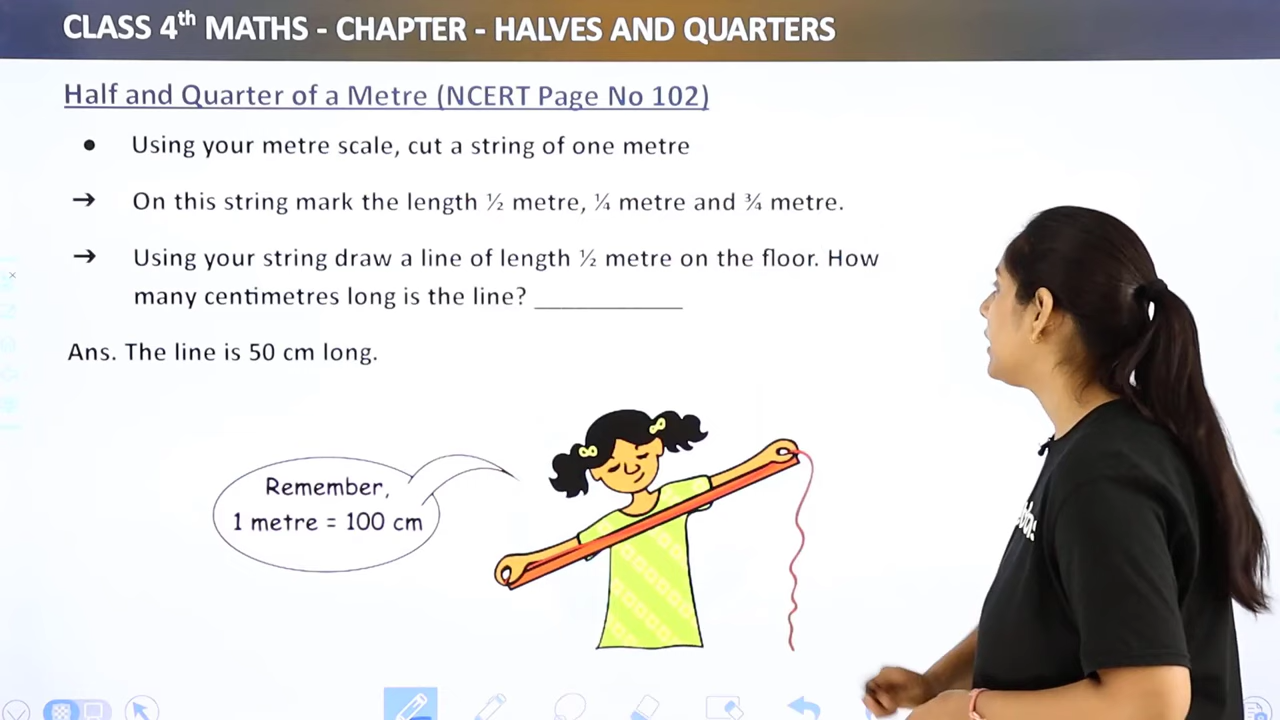 CLASS 4th MATHS - CHAPTER - HALVES AND QUARTERS
Half and Quarter of a Metre (NCERT Page No 102)
• Using your metre scale, cut a string of one metre
→ On this string mark the length ½ metre, ¼ metre and ¾ metre.
→ Using your string draw a line of length ½ metre on the floor. How
many centimetres long is the line? ____________
Ans. The line is 50 cm long.
Remember,
1 metre = 100 cm